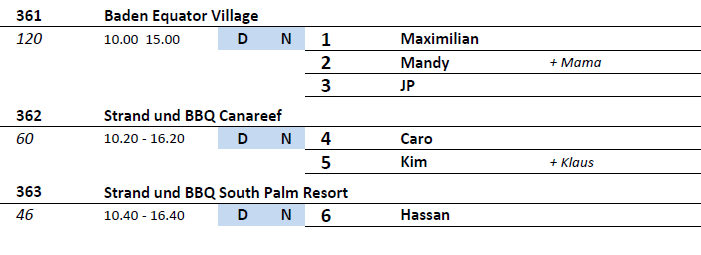 361 Baden Equator Village
120 10.00 15.00 D N 1 Maximilian
2 Mandy + Mama
3 JP
362 Strand und BBQ Canareef
60 10.20 - 16.20 D N 4 Caro
5 Kim + Klaus
363 Strand und BBQ South Palm Resort
46 10.40 - 16.40 D N 6 Hassan